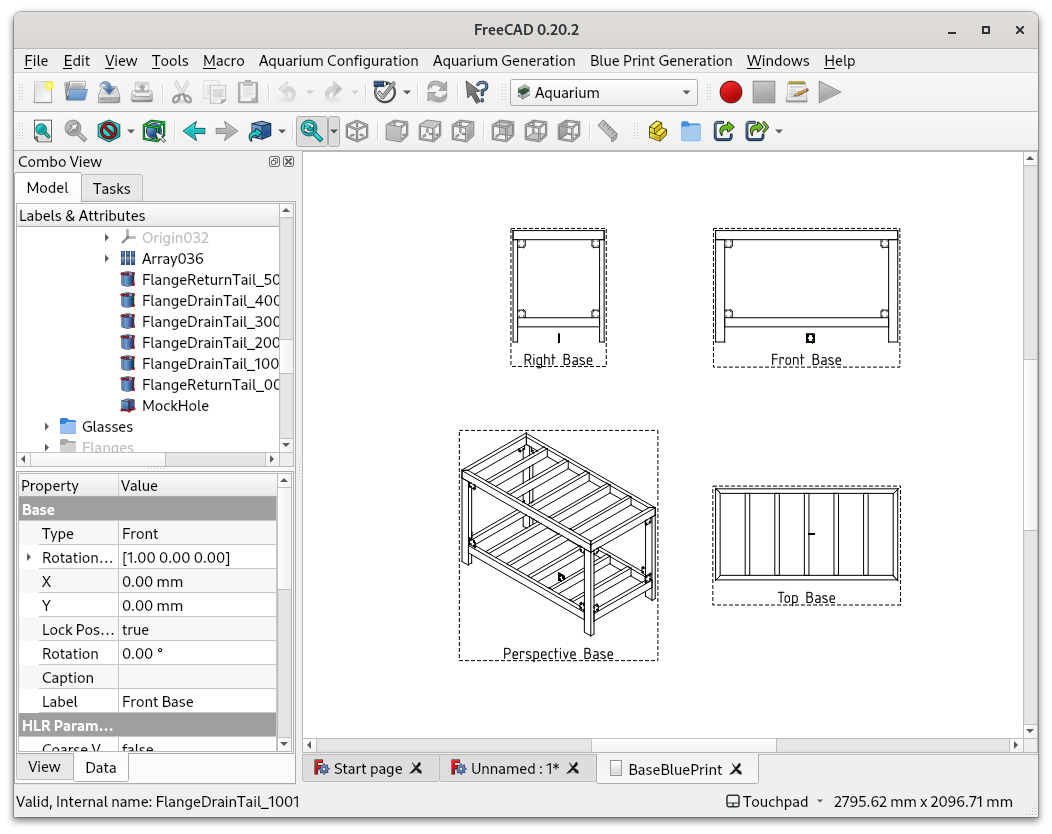 FreeCAD 0.20.2
File Edit View Tools Macro Aquarium Configuration Aquarium Generation Blue Print Generation Windows Help
Aquarium
Combo View
Model Tasks
Labels & Attributes
Origin032
Array036
FlangeReturnTail_50
FlangeDrainTail_400
FlangeDrainTail_300
FlangeDrainTail_200
FlangeDrainTail_100
FlangeReturnTail_00
MockHole
Glasses
Flanges
Property Value
Base
Type Front
Rotation... [1.00 0.00 0.00]
X 0.00 mm
Y 0.00 mm
Lock Pos... true
Rotation 0.00 °
Caption
Label Front Base
HLR Param...
Coarse V false
View Data
Right Base
Front Base
Perspective Base
Top Base
Start page
Unnamed : 1*
BaseBluePrint
Valid, Internal name: FlangeDrainTail_1001
Touchpad
2795.62 mm x 2096.71 mm